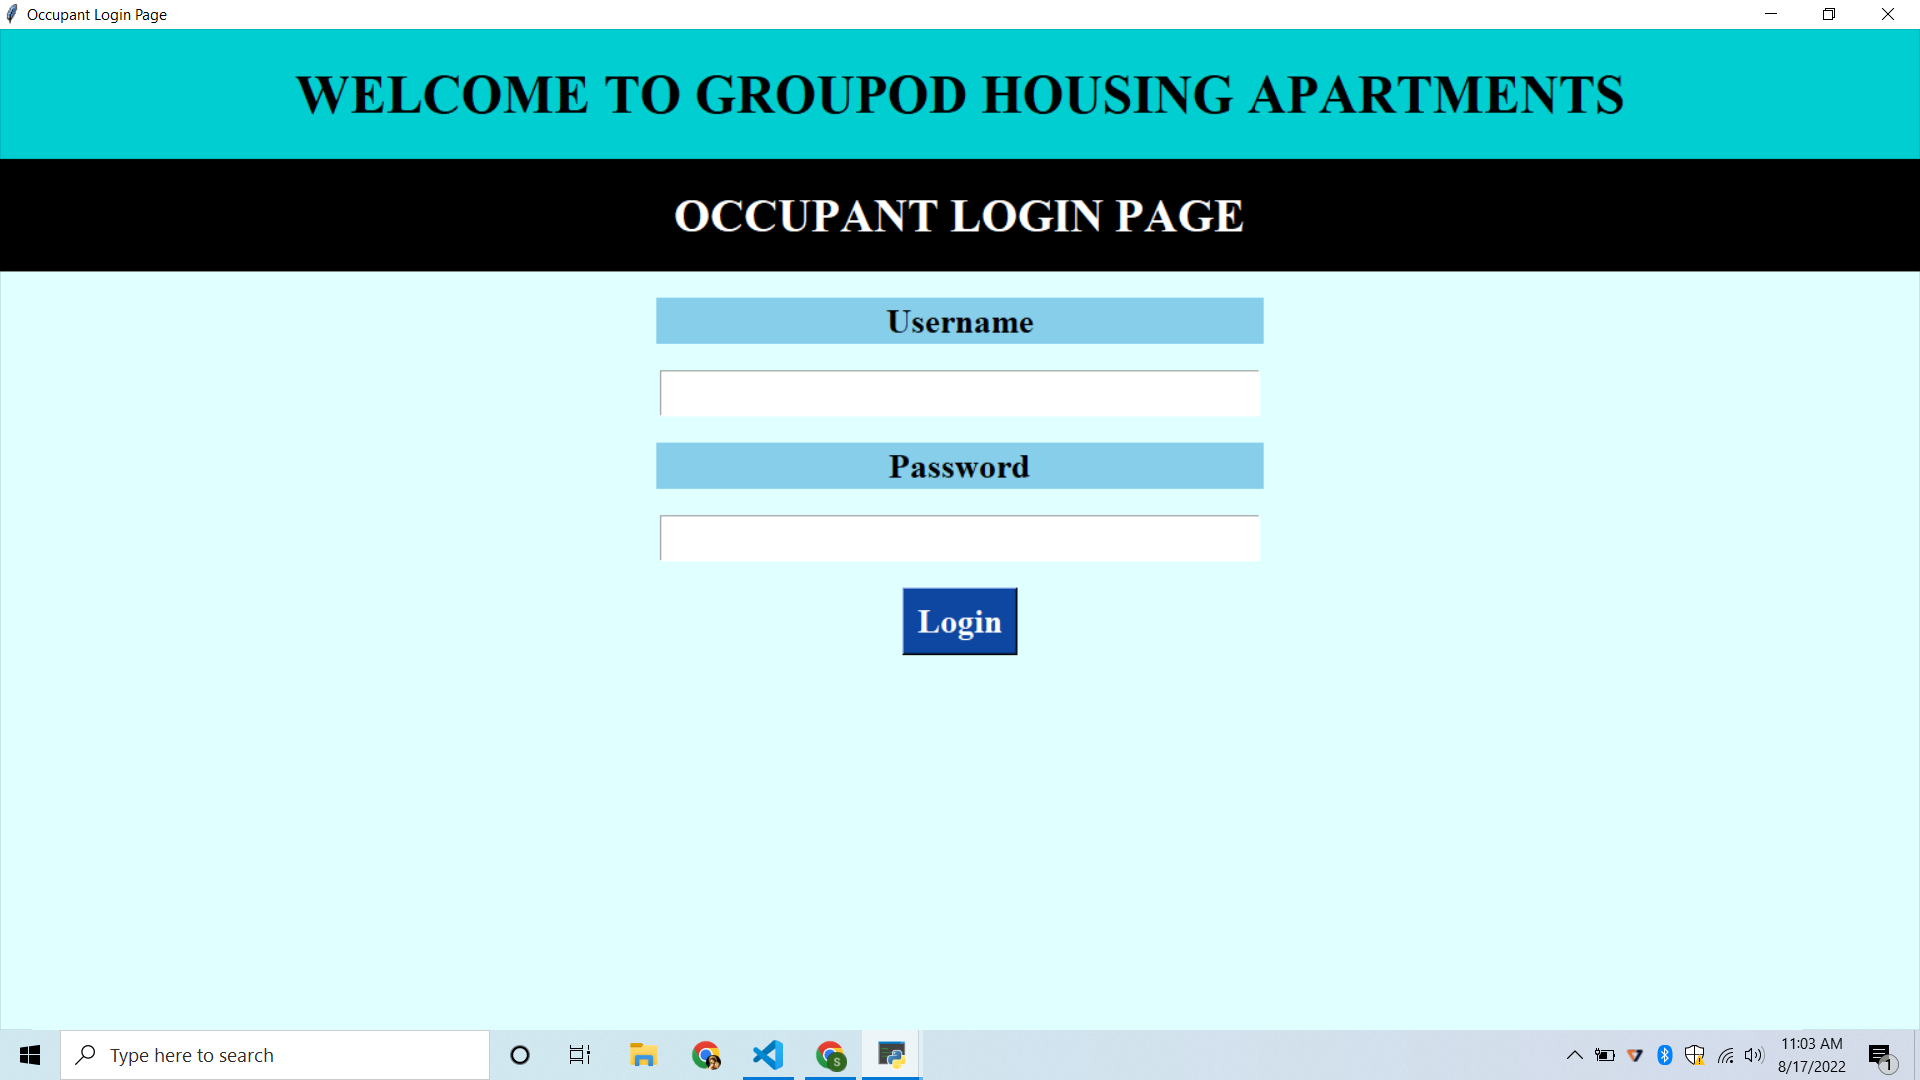 Occupant Login Page
WELCOME TO GROUPOD HOUSING APARTMENTS
OCCUPANT LOGIN PAGE
Username
Password
Login
Type here to search
S
11:03 AM
8/17/2022
1